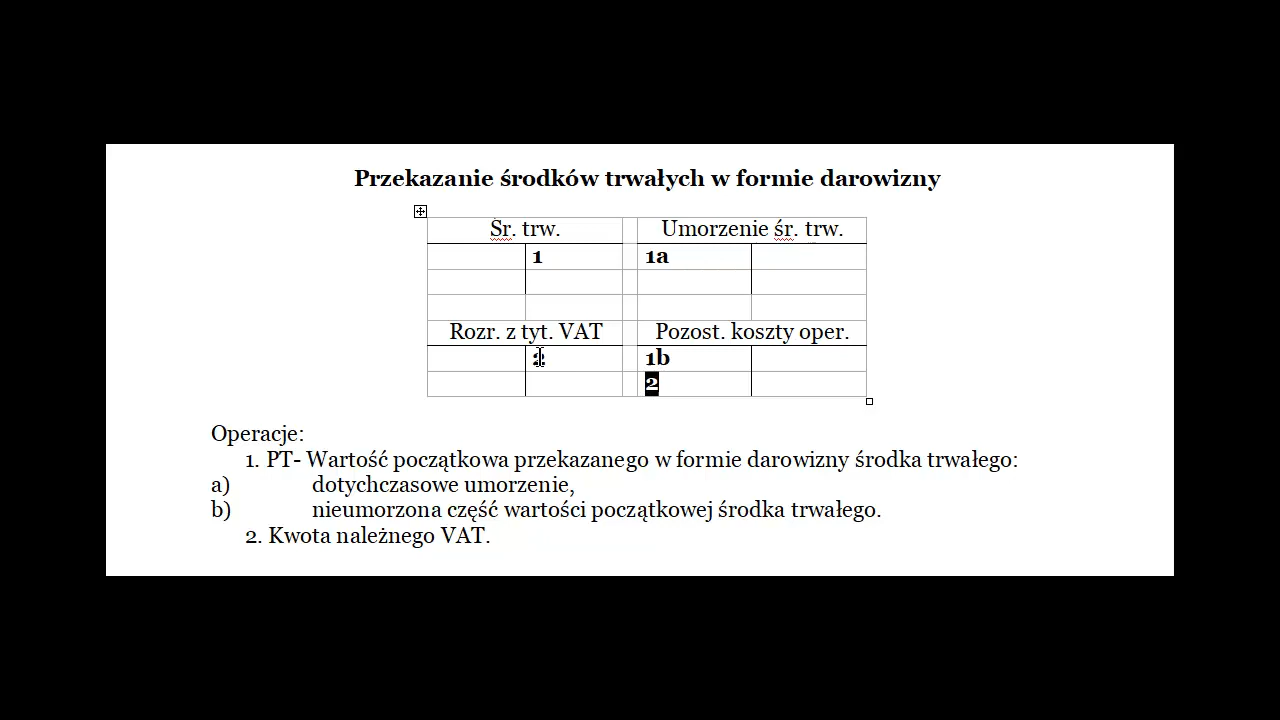 Przekazanie środków trwałych w formie darowizny
Śr. trw. Umorzenie śr. trw.
1 1a
Rozr. z tyt. VAT Pozost. koszty oper.
2 1b
2
Operacje:
1. PT- Wartość początkowa przekazanego w formie darowizny środka trwałego:
a) dotychczasowe umorzenie,
b) nieumorzona część wartości początkowej środka trwałego.
2. Kwota należnego VAT.